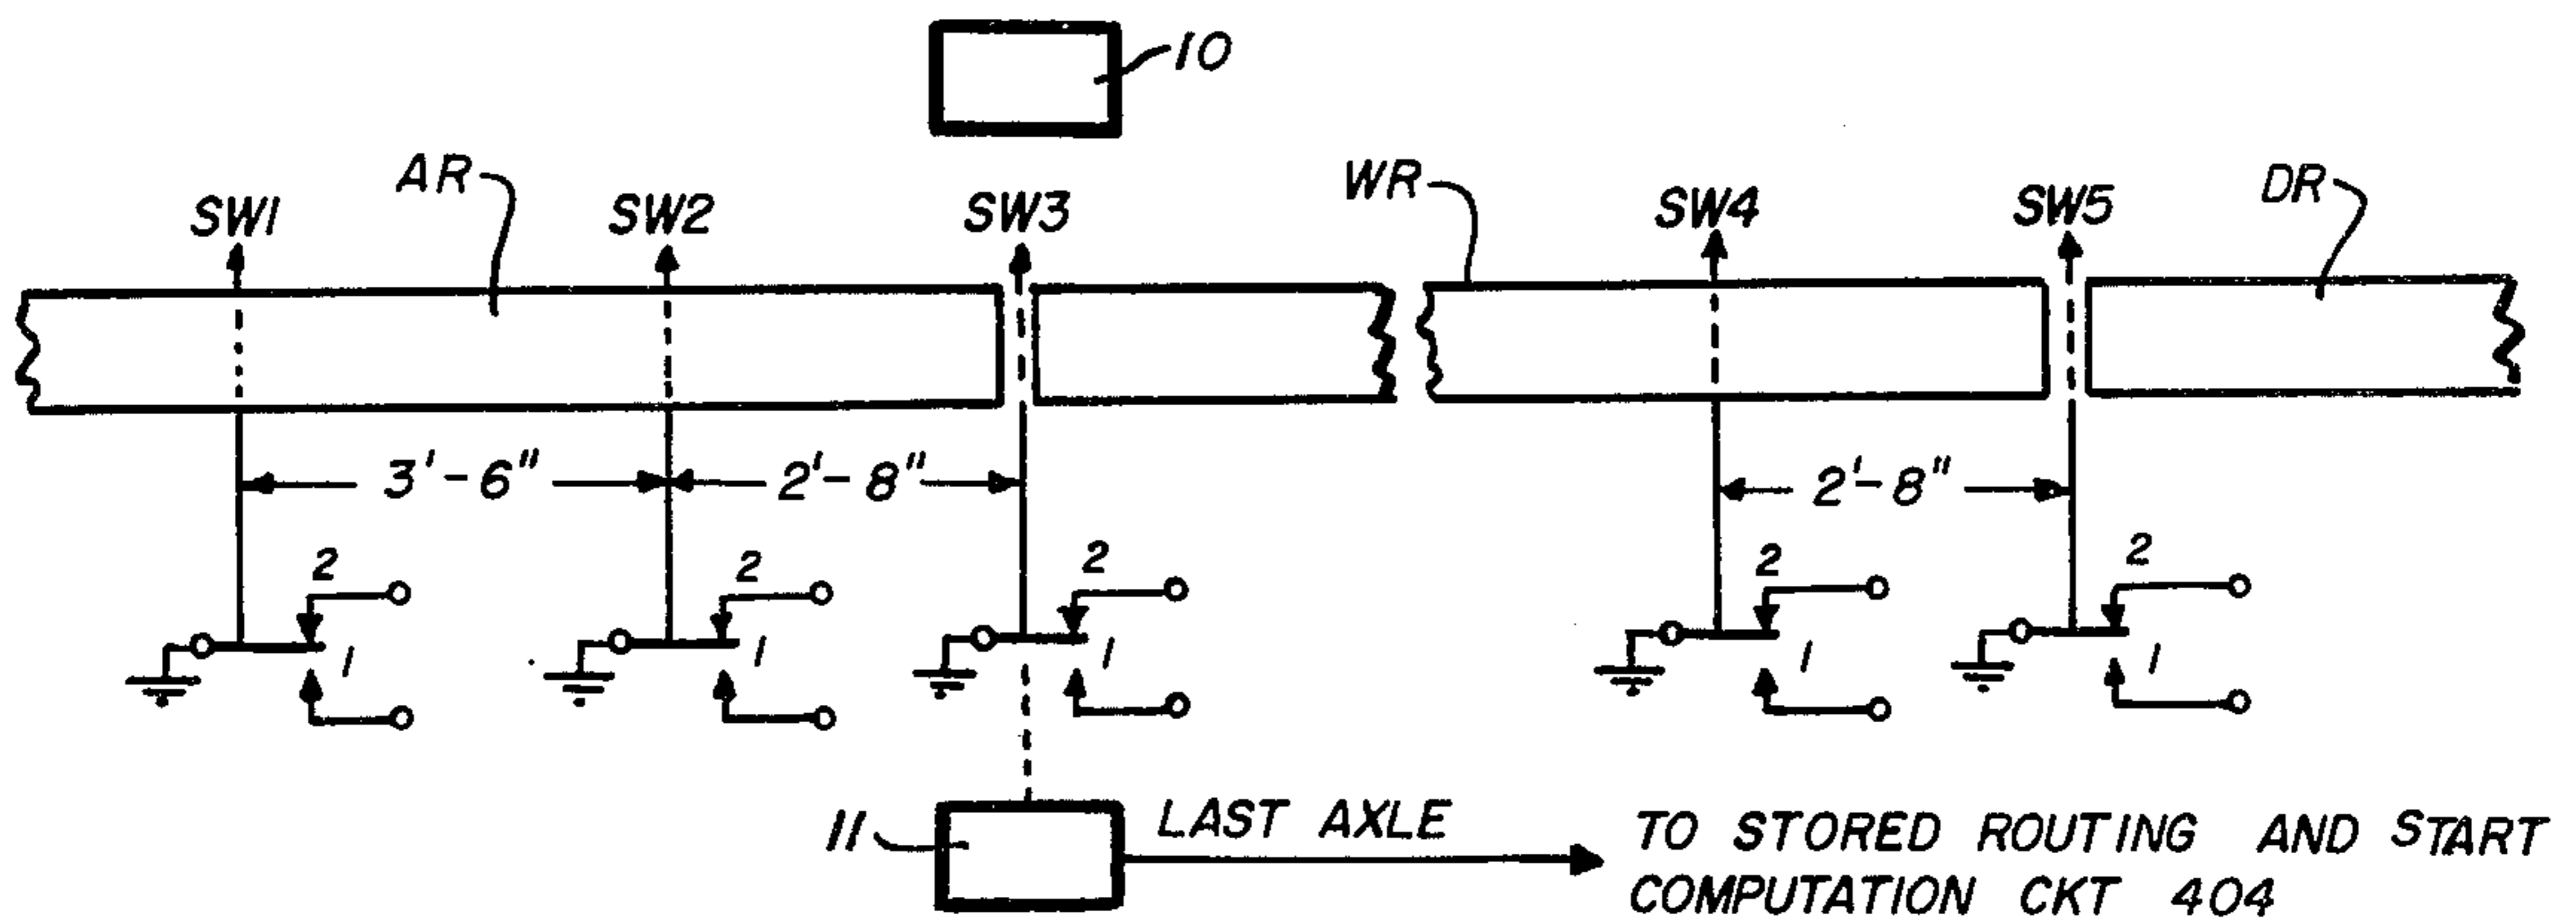 10
AR
WR
DR
SW1
SW2
SW3
SW4
SW5
3'-6"
2'-8"
2'-8"
2
2
2
2
2
1
1
1
1
1
11
LAST AXLE
TO STORED ROUTING AND START
COMPUTATION CKT 404